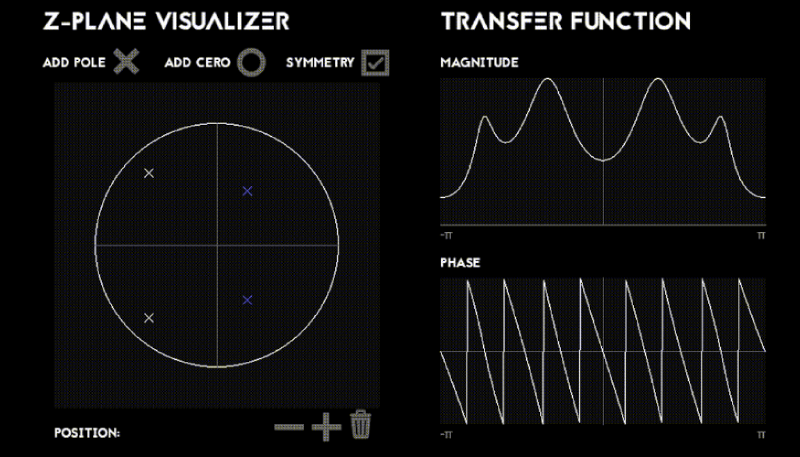 Z-PLANE VISUALIZER
ADD POLE ADD CERO SYMMETRY
POSITION:
TRANSFER FUNCTION
MAGNITUDE
-π π
PHASE
-π π